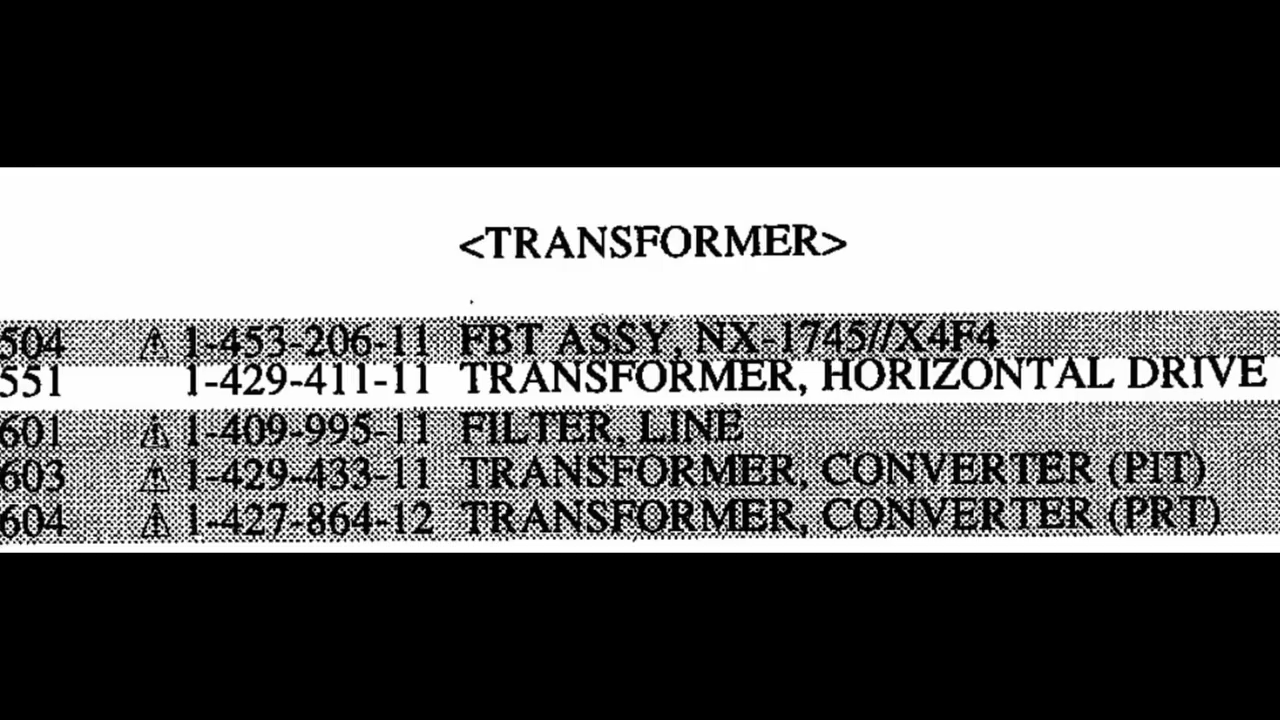 <TRANSFORMER>
504 ⚠ 1-453-206-11 FBT ASSY, NX-1745//X4F4
551 1-429-411-11 TRANSFORMER, HORIZONTAL DRIVE
601 ⚠ 1-409-995-11 FILTER, LINE
603 ⚠ 1-429-433-11 TRANSFORMER, CONVERTER (PIT)
604 ⚠ 1-427-864-12 TRANSFORMER, CONVERTER (PRT)